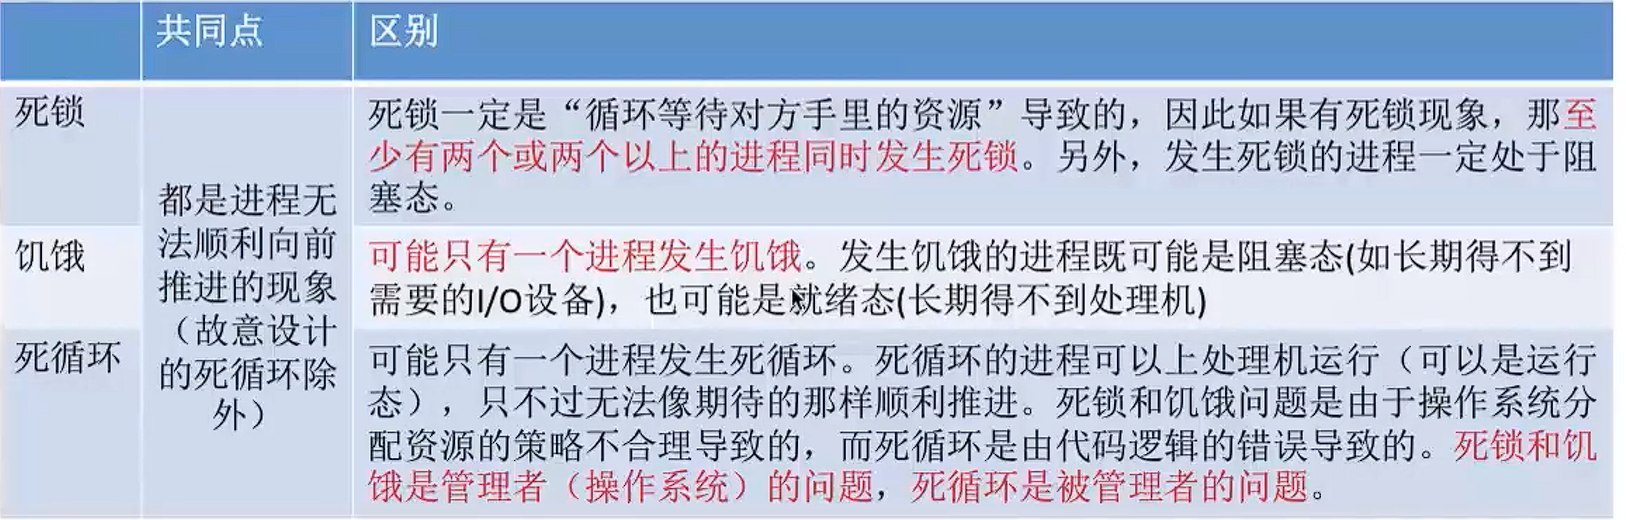 共同点
区别
死锁
都是进程无
法顺利向前
推进的现象
（故意设计
的死循环除
外）
死锁一定是“循环等待对方手里的资源”导致的，因此如果有死锁现象，那至
少有两个或两个以上的进程同时发生死锁。另外，发生死锁的进程一定处于阻
塞态。
饥饿
可能只有一个进程发生饥饿。发生饥饿的进程既可能是阻塞态(如长期得不到
需要的I/O设备)，也可能是就绪态(长期得不到处理机)
死循环
可能只有一个进程发生死循环。死循环的进程可以上处理机运行（可以是运行
态），只不过无法像期待的那样顺利推进。死锁和饥饿问题是由于操作系统分
配资源的策略不合理导致的，而死循环是由代码逻辑的错误导致的。死锁和饥
饿是管理者（操作系统）的问题，死循环是被管理者的问题。